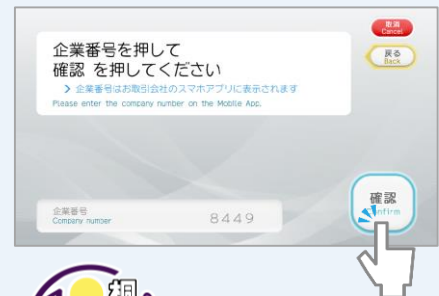 取消
Cancel
企業番号を押して
確認 を押してください
戻る
Back
> 企業番号はお取引会社のスマホアプリに表示されます
Please enter the company number on the Mobile App.
企業番号
Company number
8449
確認
nfirm
桐